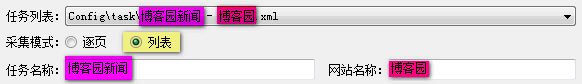 任务列表: Config\task\博客园新闻 - 博客园.xml
采集模式: 逐页 列表
任务名称: 博客园新闻 网站名称: 博客园